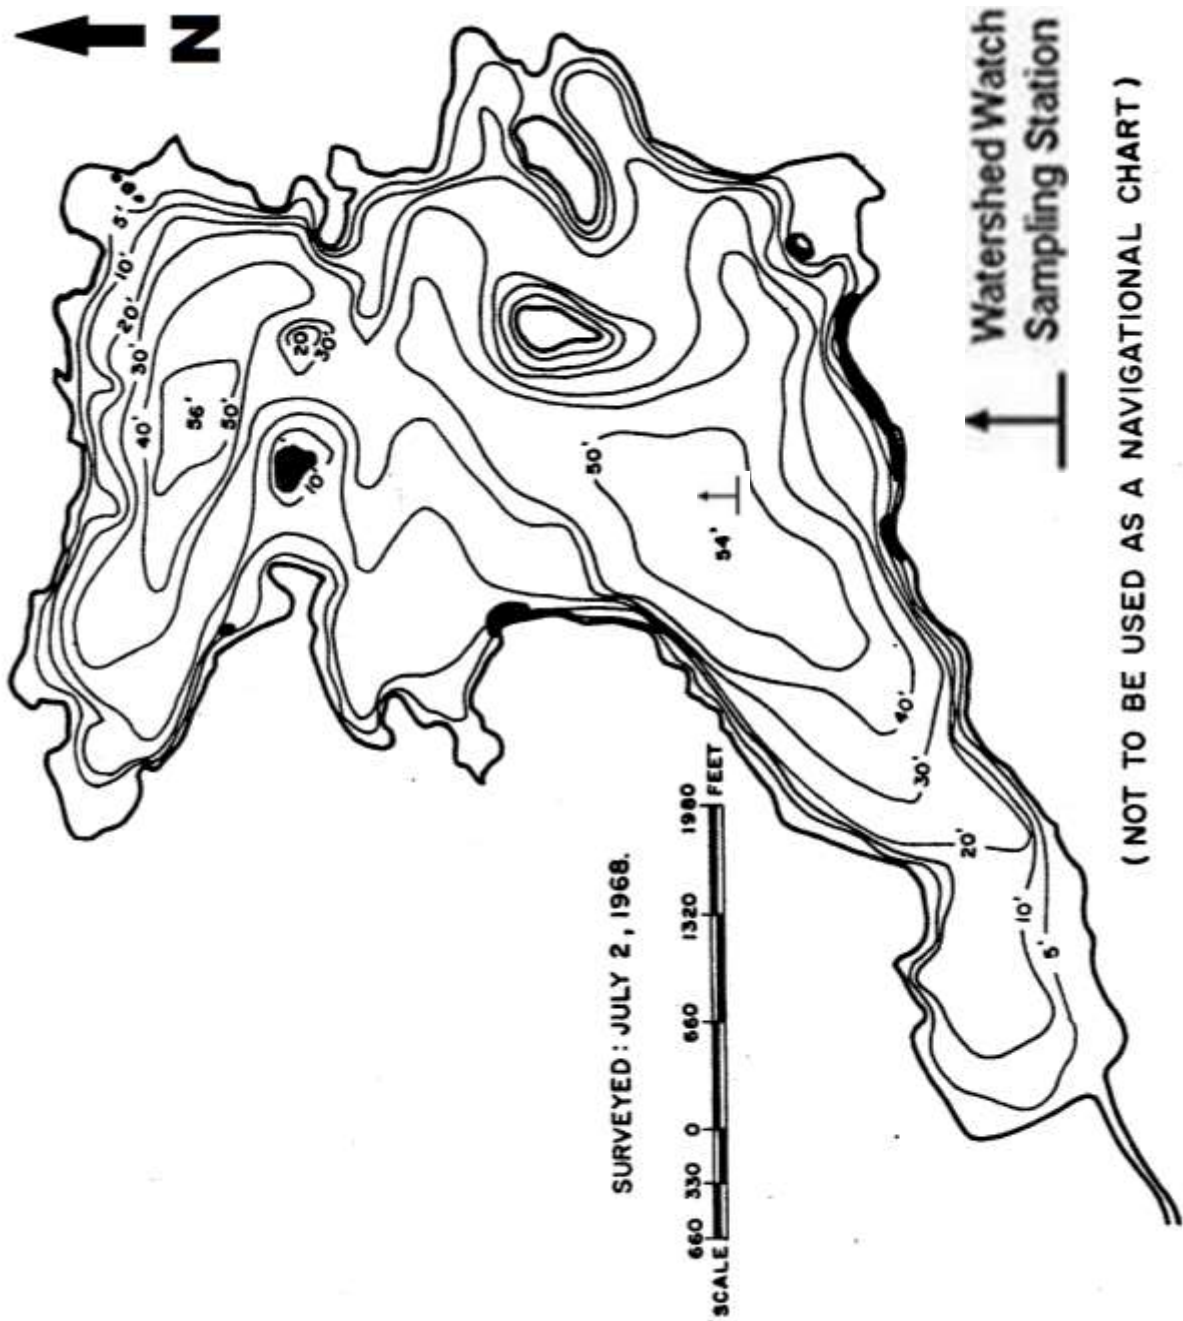 N
Watershed Watch
Sampling Station
(NOT TO BE USED AS A NAVIGATIONAL CHART)
5'
10'
20'
30'
40'
56'
50'
20
30'
10'
50'
54'
40'
30'
20'
10'
5'
SURVEYED: JULY 2, 1968.
660 330 0 660 1320 1980
SCALE FEET